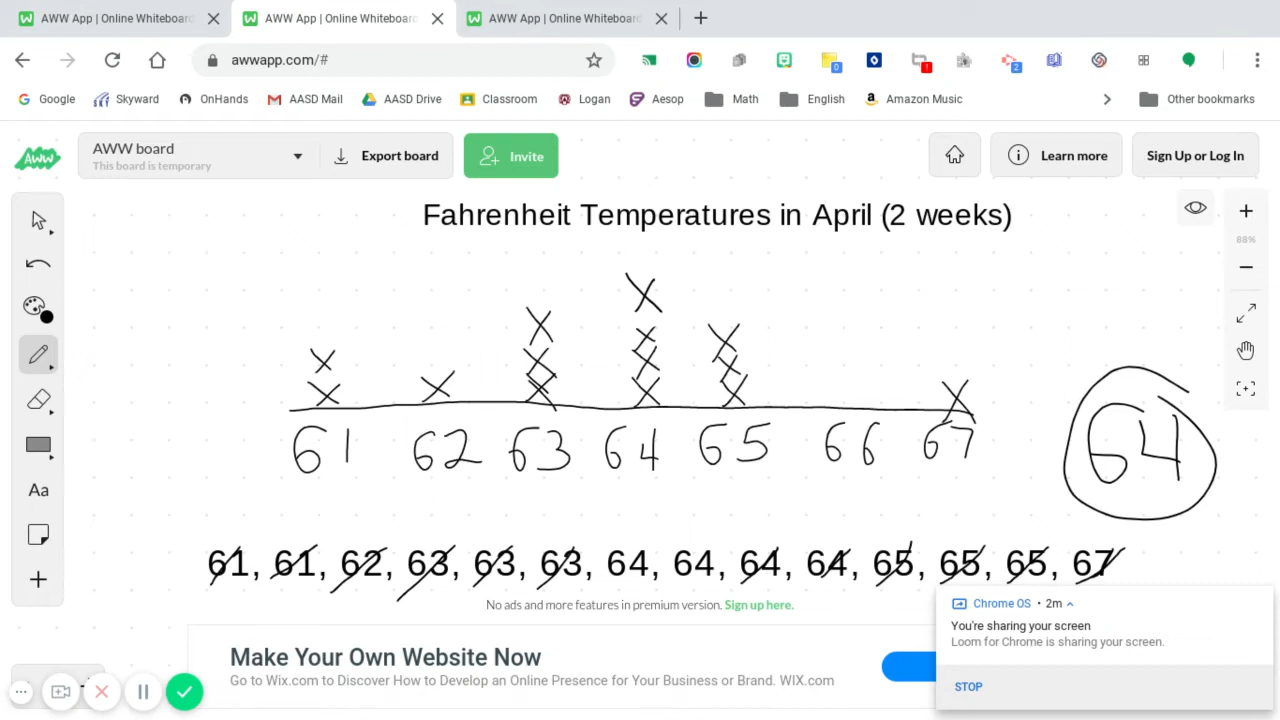 AWW App | Online Whiteboard
AWW App | Online Whiteboard
AWW App | Online Whiteboard
awwapp.com/#
0
!
2
Google
Skyward
OnHands
AASD Mail
AASD Drive
Classroom
Logan
Aesop
Math
English
Amazon Music
Other bookmarks
AWW
AWW board
This board is temporary
Export board
Invite
Learn more
Sign Up or Log In
Fahrenheit Temperatures in April (2 weeks)
88%
X
X X X
X X X X X
X X X X X X
61 62 63 64 65 66 67
64
Aa
61, 61, 62, 63, 63, 63, 64, 64, 64, 64, 65, 65, 65, 67
No ads and more features in premium version. Sign up here.
Make Your Own Website Now
Go to Wix.com to Discover How to Develop an Online Presence for Your Business or Brand. WIX.com
Chrome OS • 2m
You're sharing your screen
Loom for Chrome is sharing your screen.
STOP